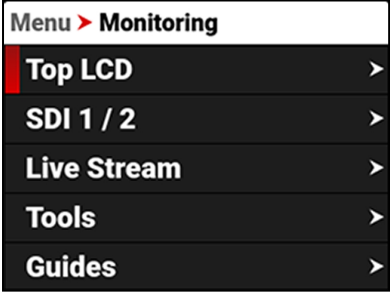 Menu > Monitoring
Top LCD
SDI 1 / 2
Live Stream
Tools
Guides